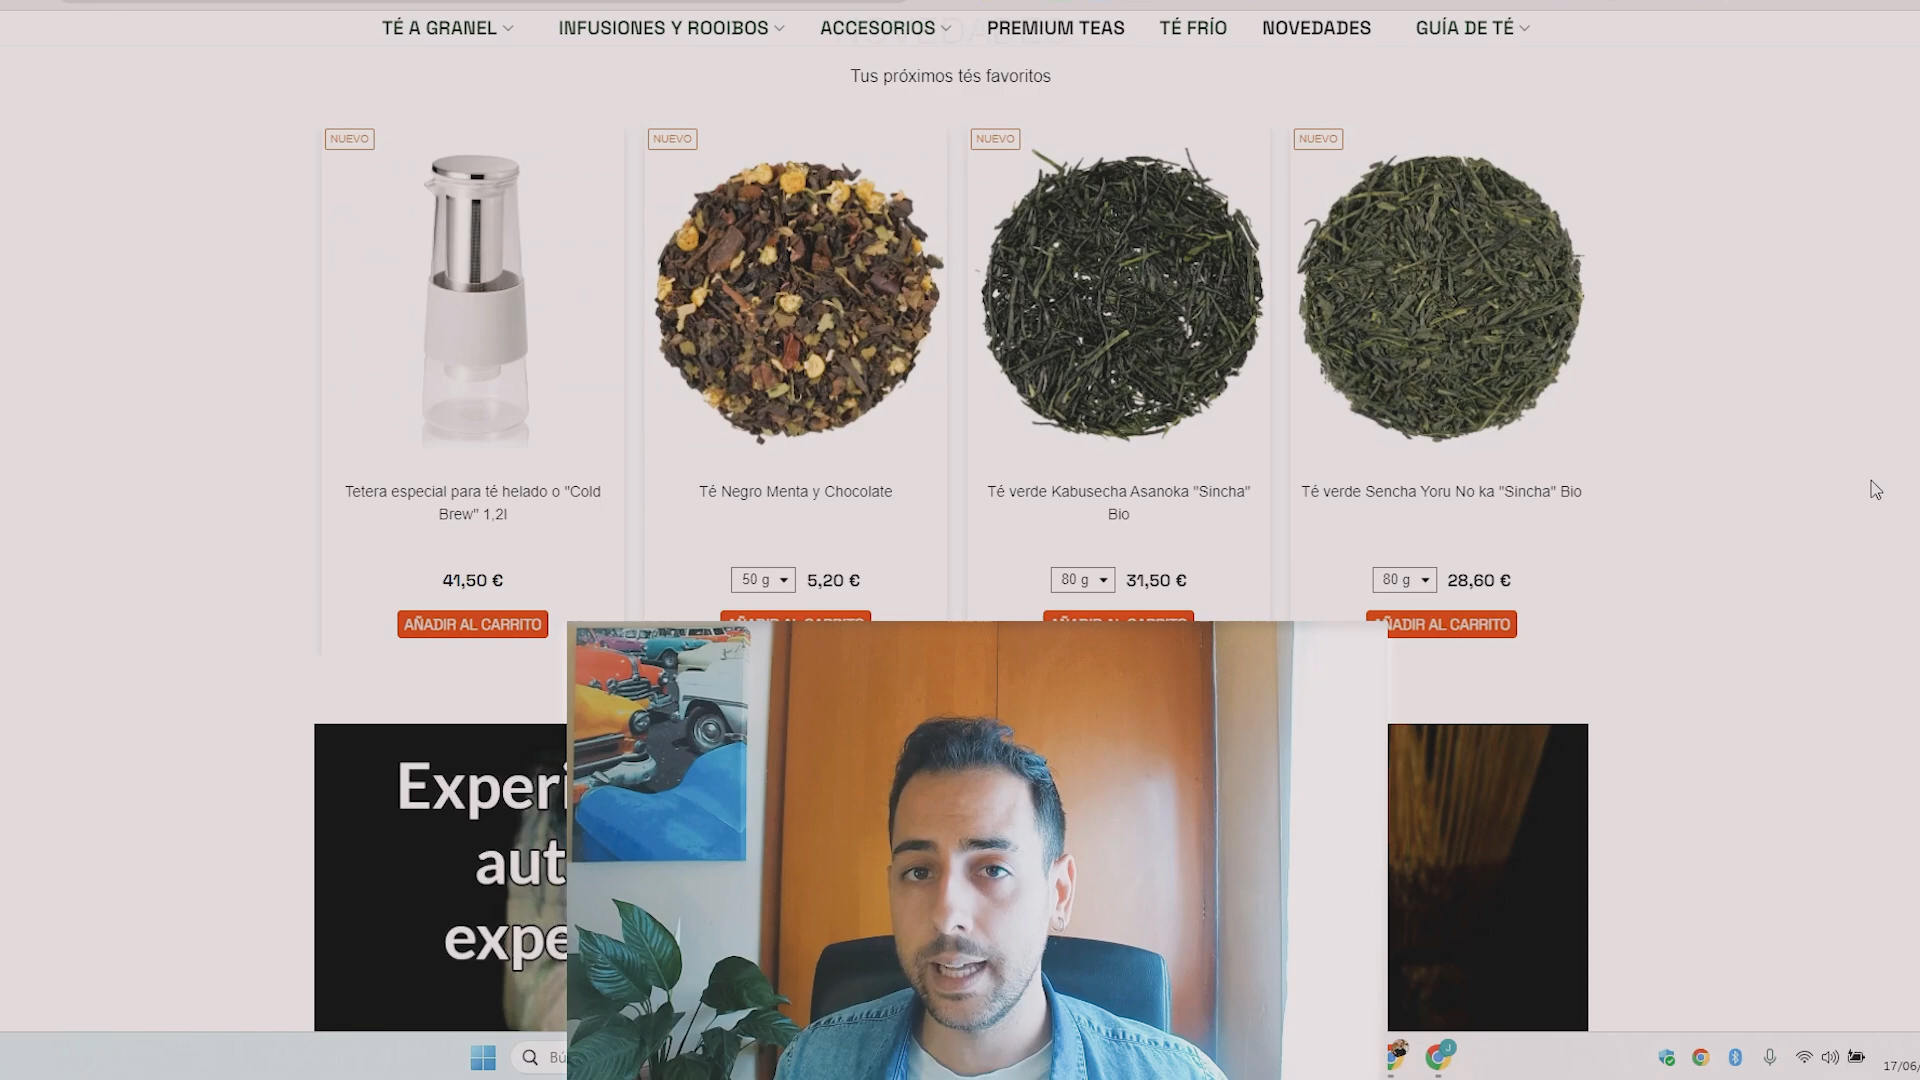 TÉ A GRANEL
INFUSIONES Y ROOIBOS
ACCESORIOS
PREMIUM TEAS
TÉ FRÍO
NOVEDADES
GUÍA DE TÉ
Tus próximos tés favoritos
NUEVO
NUEVO
NUEVO
NUEVO
Tetera especial para té helado o "Cold
Brew" 1,2l
Té Negro Menta y Chocolate
Té verde Kabusecha Asanoka "Sincha"
Bio
Té verde Sencha Yoru No ka "Sincha" Bio
41,50 €
50 g
5,20 €
80 g
31,50 €
80 g
28,60 €
AÑADIR AL CARRITO
AÑADIR AL CARRITO
AÑADIR AL CARRITO
AÑADIR AL CARRITO
Experi
aut
expe
Bú
J
17/06/